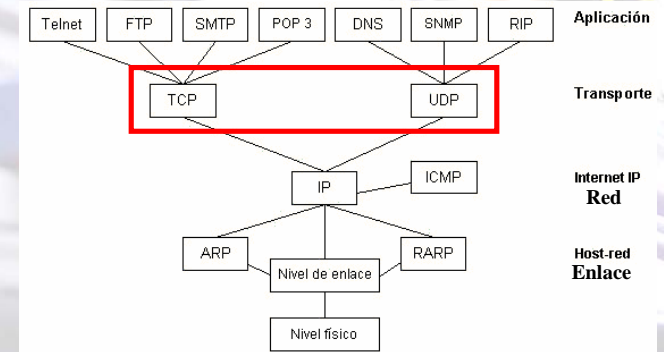 Telnet FTP SMTP POP 3 DNS SNMP RIP Aplicación
TCP UDP Transporte
IP ICMP Internet IP
Red
ARP RARP Host-red
Nivel de enlace Enlace
Nivel físico